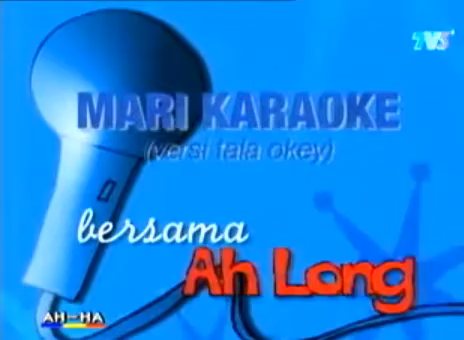 TV3
MARI KARAOKE
(versi tala okey)
bersama
Ah Long
AH-HA